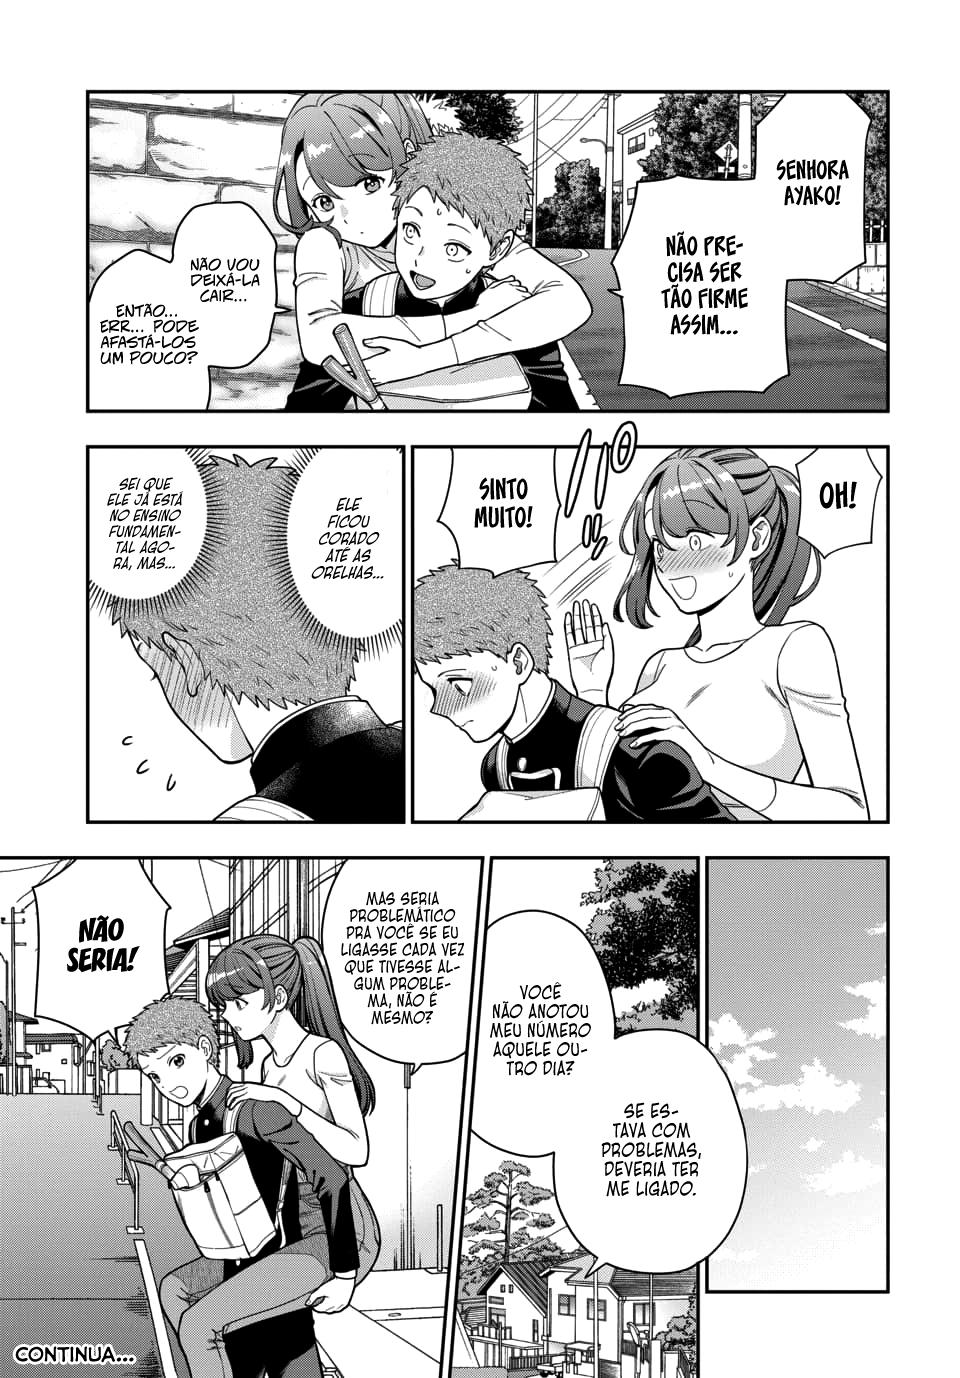 SENHORA
AYAKO!
NÃO PRE-
CISA SER
TÃO FIRME
ASSIM...
NÃO VOU
DEIXÁ-LA
CAIR...
ENTÃO...
ERR... PODE
AFASTÁ-LOS
UM POUCO?
OH!
SINTO
MUITO!
ELE
FICOU
CORADO
ATÉ AS
ORELHAS...
SEI QUE
ELE JÁ ESTÁ
NO ENSINO
FUNDAMEN-
TAL AGO-
RA, MAS...
VOCÊ
NÃO ANOTOU
MEU NÚMERO
AQUELE OU-
TRO DIA?
SE ES-
TAVA COM
PROBLEMAS,
DEVERIA TER
ME LIGADO.
MAS SERIA
PROBLEMÁTICO
PRA VOCÊ SE EU
LIGASSE CADA VEZ
QUE TIVESSE AL-
GUM PROBLE-
MA, NÃO É
MESMO?
NÃO
SERIA!
CONTINUA...